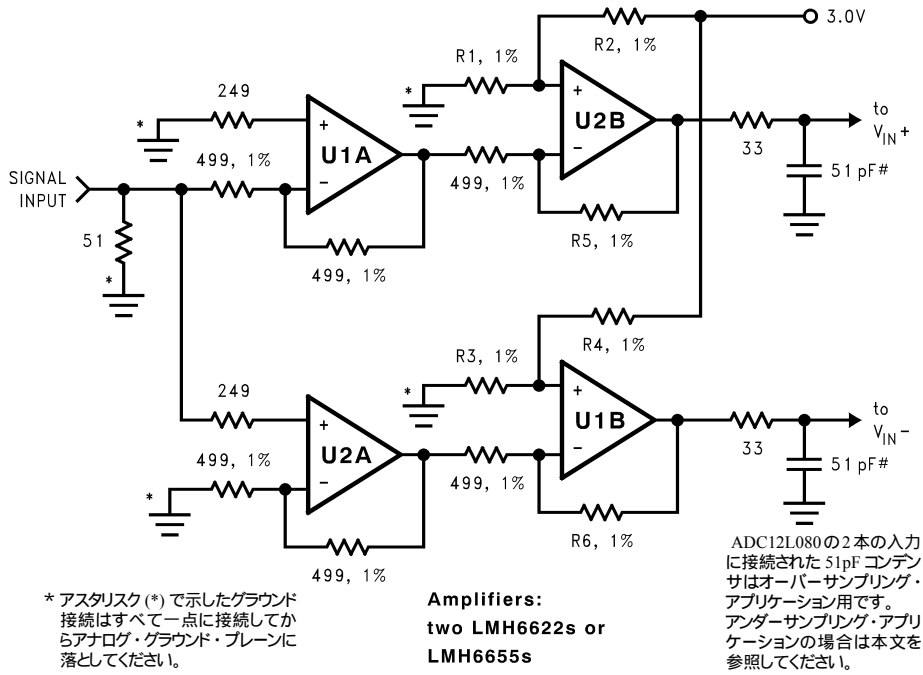 3.0V
R2, 1%
R1, 1%
*
249
*
+
U1A
−
+
U2B
−
to
VIN+
33
51 pF#
499, 1%
499, 1%
SIGNAL
INPUT
51
*
499, 1%
R5, 1%
R4, 1%
R3, 1%
*
249
+
U2A
−
+
U1B
−
to
VIN−
33
51 pF#
499, 1%
499, 1%
*
499, 1%
R6, 1%
* アスタリスク (*) で示したグラウンド
接続はすべて一点に接続してか
らアナログ・グラウンド・プレーンに
落としてください。
Amplifiers:
two LMH6622s or
LMH6655s
ADC12L080の2本の入力
に接続された 51pF コンデン
サはオーバーサンプリング・
アプリケーション用です。
アンダーサンプリング・アプリ
ケーションの場合は本文を
参照してください。